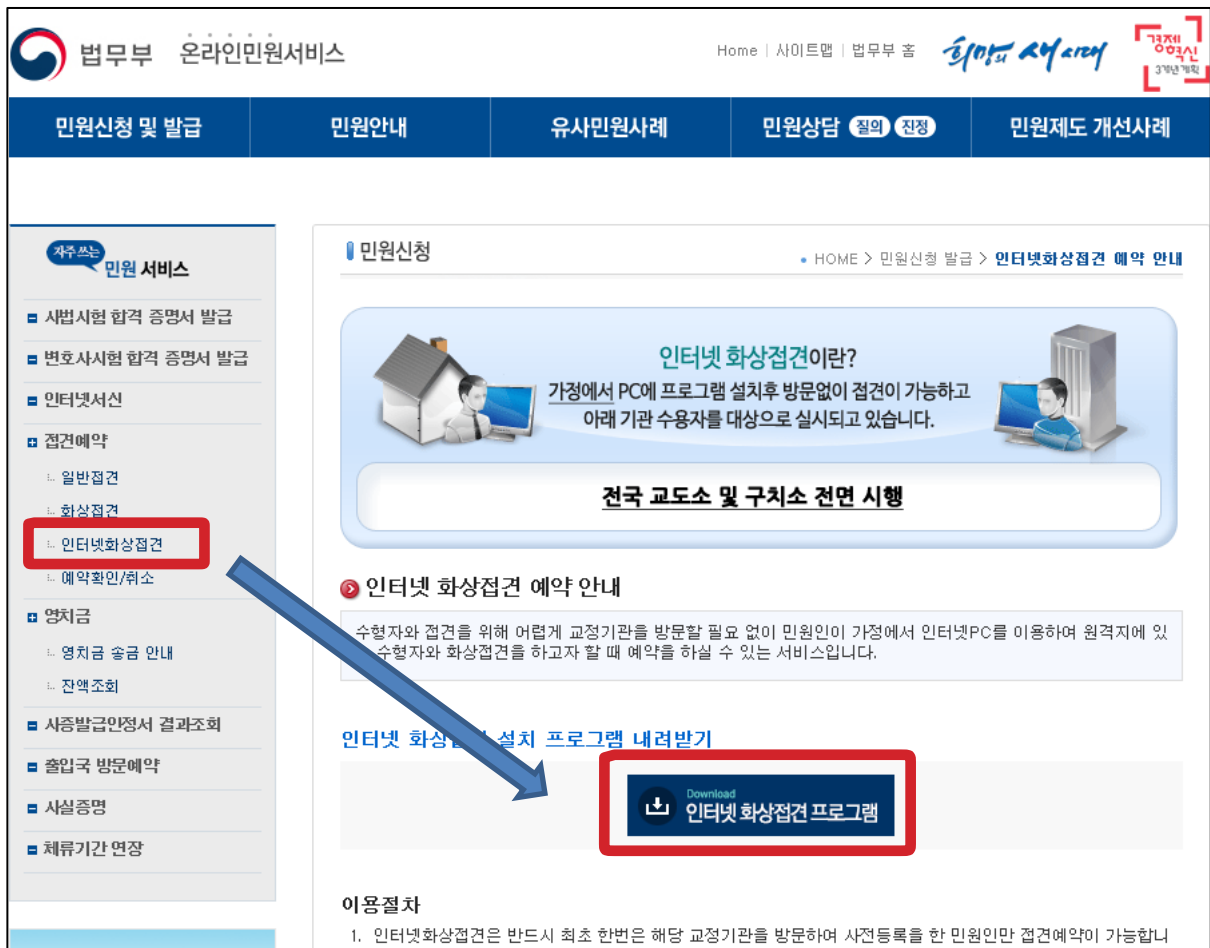 법무부 온라인민원서비스
Home | 사이트맵 | 법무부 홈
희망의 새 시대
경제
혁신
3개년계획
민원신청 및 발급
민원안내
유사민원사례
민원상담 질의 진정
민원제도 개선사례
자주 쓰는
민원 서비스
사법시험 합격 증명서 발급
변호사시험 합격 증명서 발급
인터넷서신
접견예약
일반접견
화상접견
인터넷화상접견
예약확인/취소
영치금
영치금 송금 안내
잔액조회
사증발급인정서 결과조회
출입국 방문예약
사실증명
체류기간 연장
민원신청
HOME > 민원신청 발급 > 인터넷화상접견 예약 안내
인터넷 화상접견이란?
가정에서 PC에 프로그램 설치후 방문없이 접견이 가능하고
아래 기관 수용자를 대상으로 실시되고 있습니다.
전국 교도소 및 구치소 전면 시행
인터넷 화상접견 예약 안내
수형자와 접견을 위해 어렵게 교정기관을 방문할 필요 없이 민원인이 가정에서 인터넷PC를 이용하여 원격지에 있
수형자와 화상접견을 하고자 할 때 예약을 하실 수 있는 서비스입니다.
인터넷 화상 설치 프로그램 내려받기
Download
인터넷 화상접견 프로그램
이용절차
1. 인터넷화상접견은 반드시 최초 한번은 해당 교정기관을 방문하여 사전등록을 한 민원인만 접견예약이 가능합니